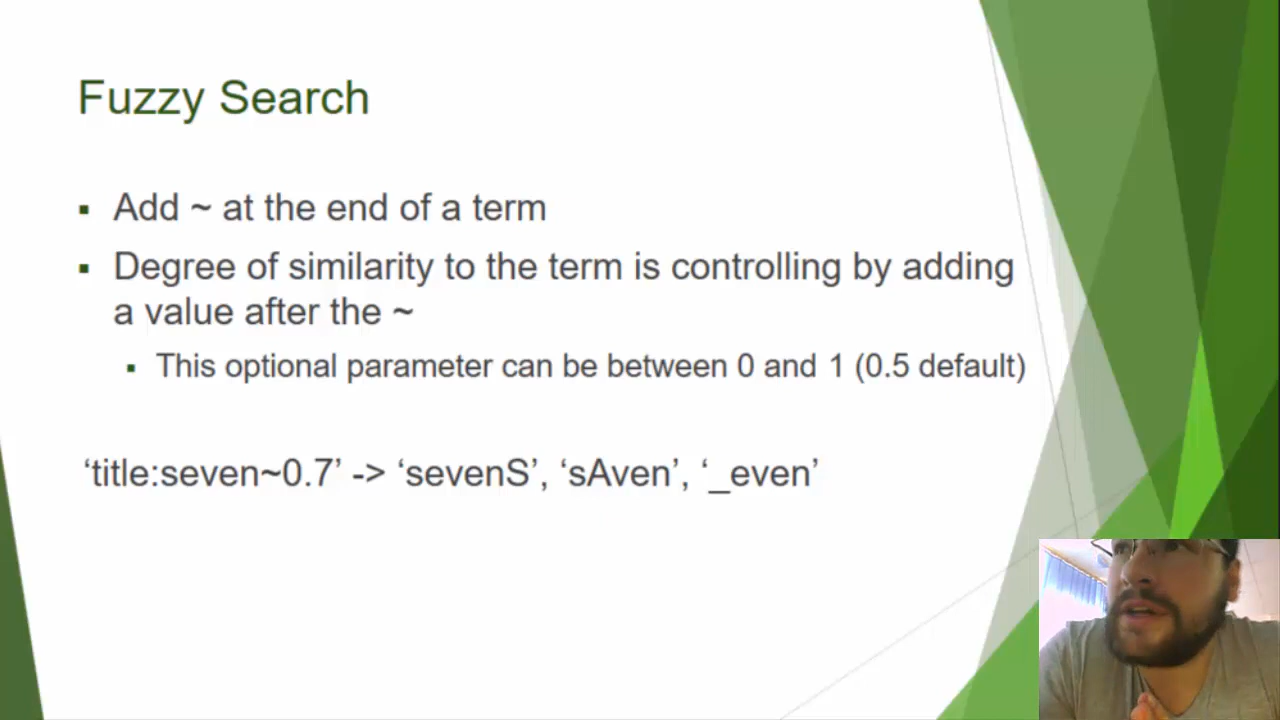 Fuzzy Search
Add ~ at the end of a term
Degree of similarity to the term is controlling by adding
a value after the ~
This optional parameter can be between 0 and 1 (0.5 default)
‘title:seven~0.7’ -> ‘sevenS’, ‘sAven’, ‘_even’